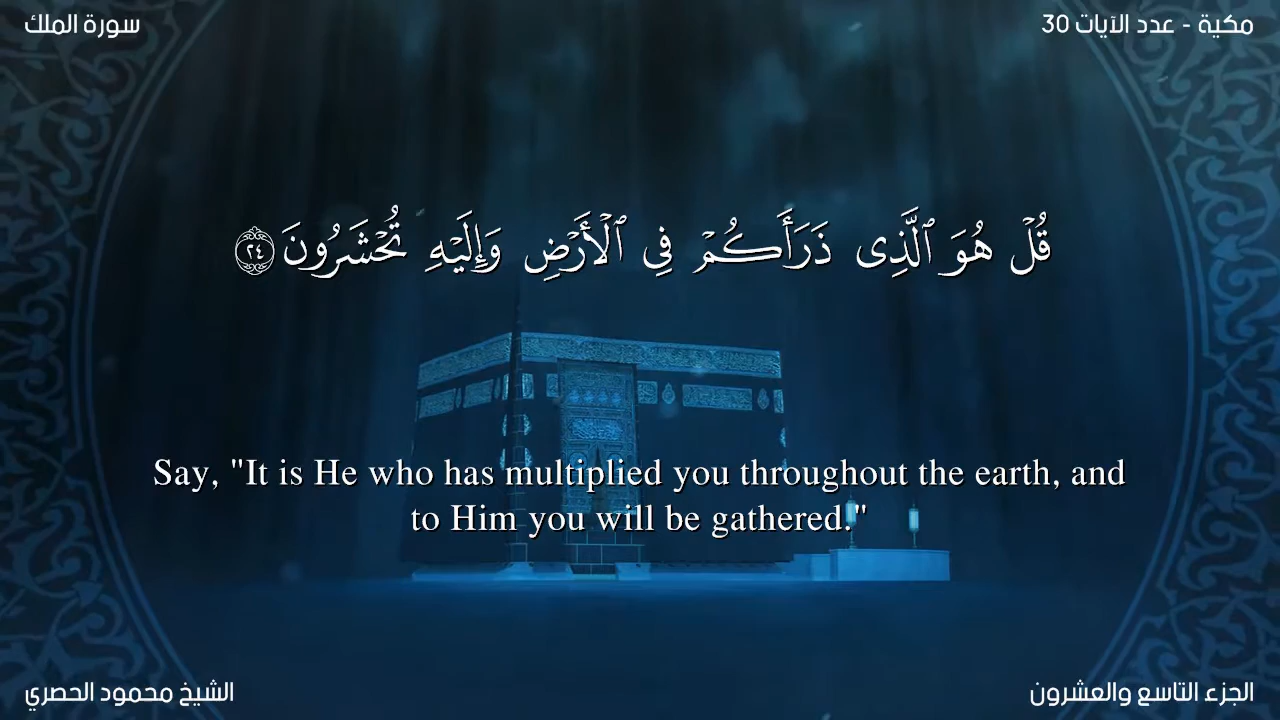 سورة الملك
مكية - عدد الآيات 30
قُلْ هُوَ ٱلَّذِى ذَرَأَكُمْ فِى ٱلْأَرْضِ وَإِلَيْهِ تُحْشَرُونَ ٢٤
Say, "It is He who has multiplied you throughout the earth, and
to Him you will be gathered."
الشيخ محمود الحصري
الجزء التاسع والعشرون